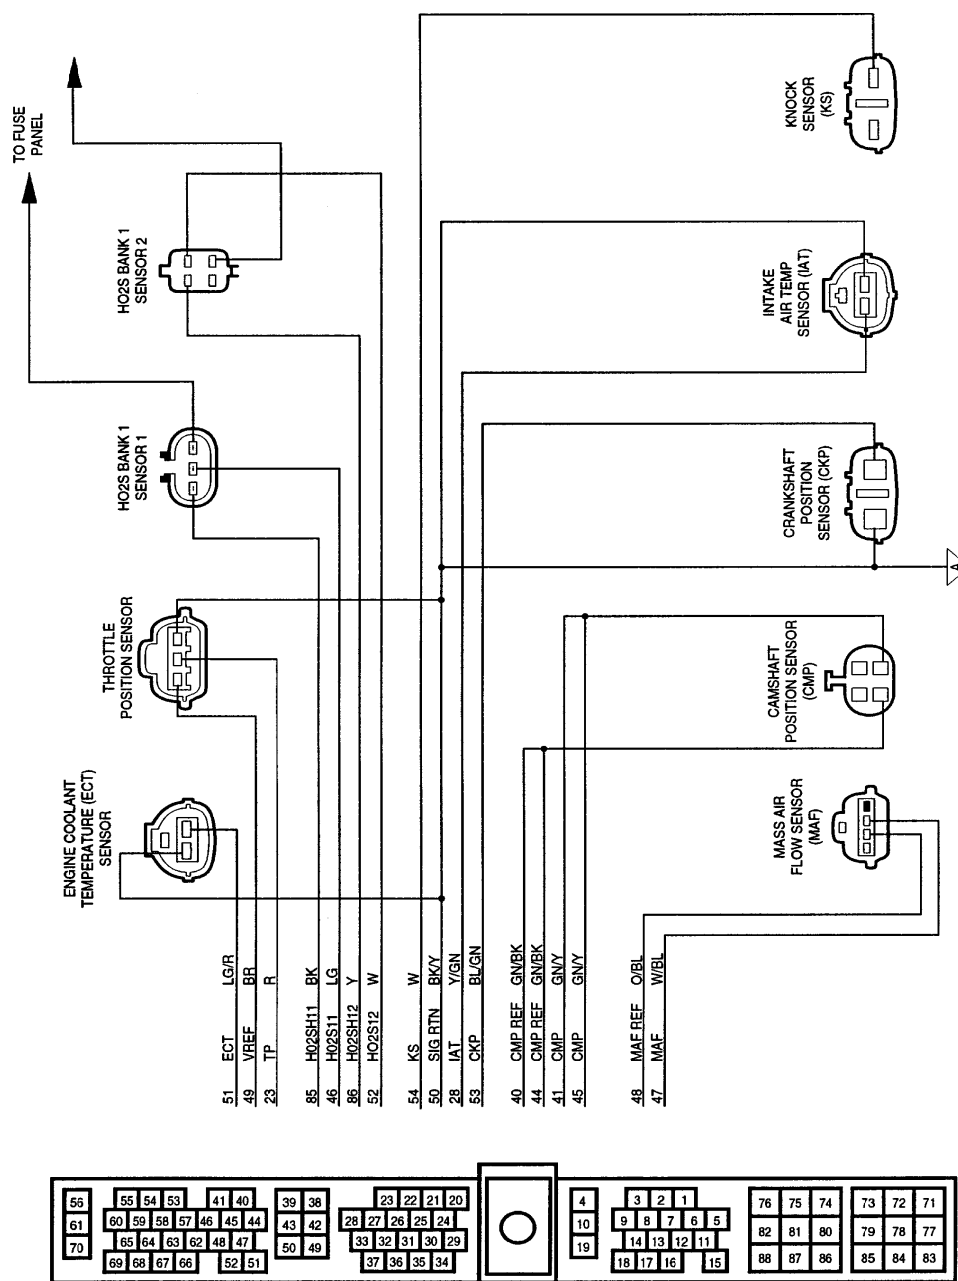 TO FUSE
PANEL
HO2S BANK 1
SENSOR 2
HO2S BANK 1
SENSOR 1
THROTTLE
POSITION SENSOR
ENGINE COOLANT
TEMPERATURE (ECT)
SENSOR
KNOCK
SENSOR
(KS)
INTAKE
AIR TEMP
SENSOR (IAT)
CRANKSHAFT
POSITION
SENSOR (CKP)
A
CAMSHAFT
POSITION SENSOR
(CMP)
MASS AIR
FLOW SENSOR
(MAF)
51 ECT LG/R
49 VREF BR
23 TP R
85 H02SH11 BK
46 H02S11 LG
86 H02SH12 Y
52 HO2S12 W
54 KS W
50 SIG RTN BK/Y
28 IAT Y/GN
53 CKP BL/GN
40 CMP REF GN/BK
44 CMP REF GN/BK
41 CMP GN/Y
45 CMP GN/Y
48 MAF REF O/BL
47 MAF W/BL
56 55 54 53 41 40 39 38 23 22 21 20 4 3 2 1 76 75 74 73 72 71
61 60 59 58 57 46 45 44 43 42 28 27 26 25 24 10 9 8 7 6 5 82 81 80 79 78 77
70 65 64 63 62 48 47 50 49 33 32 31 30 29 19 14 13 12 11 88 87 86 85 84 83
69 68 67 66 52 51 37 36 35 34 18 17 16 15